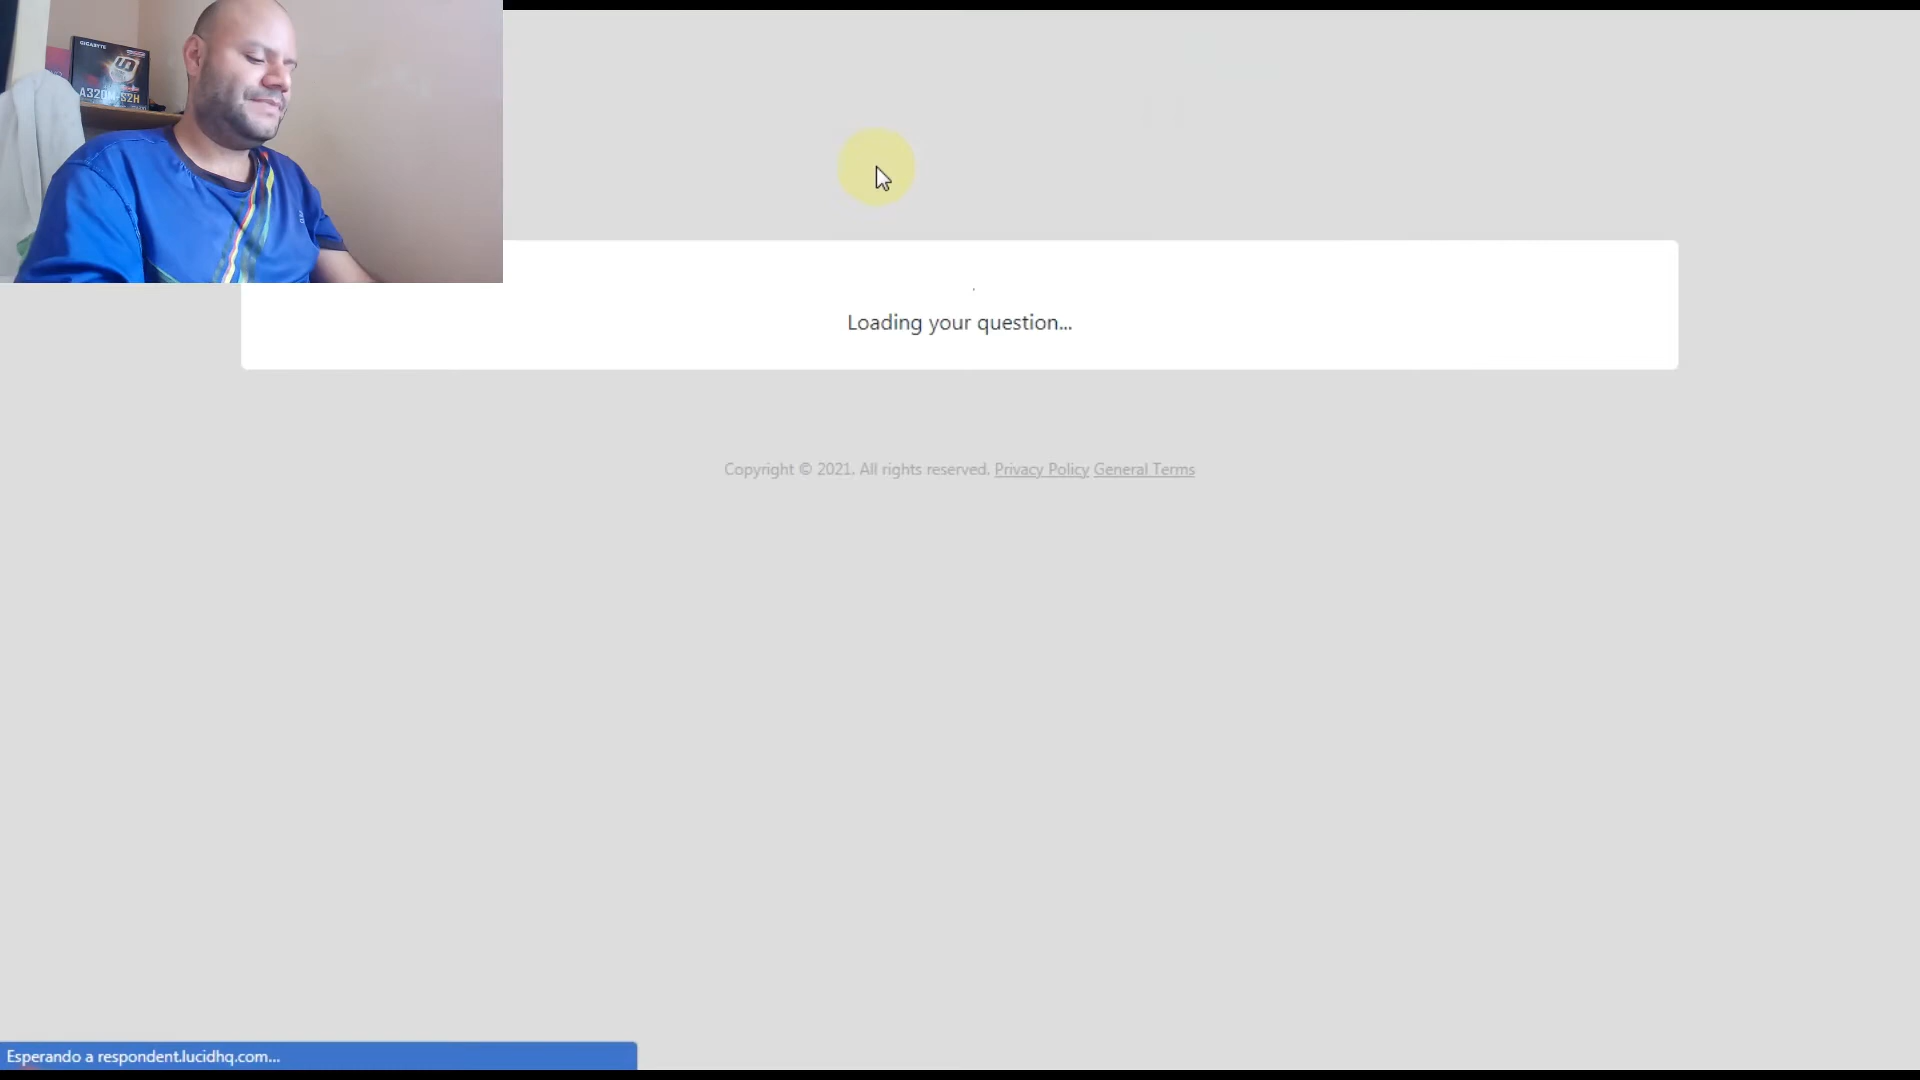 GIGABYTE
A320M-S2H
Loading your question...
Copyright © 2021. All rights reserved. Privacy Policy General Terms
Esperando a respondent.lucidhq.com...